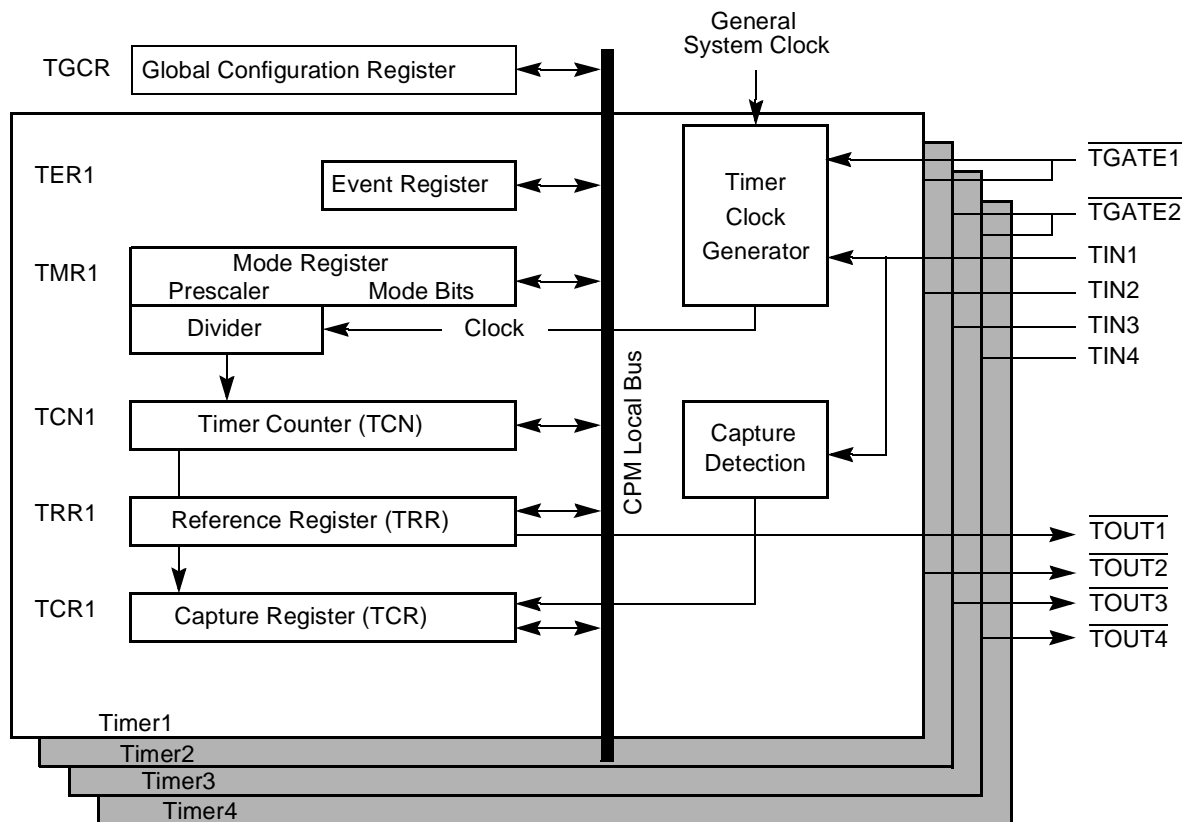 General
System Clock
TGCR
Global Configuration Register
TER1
Event Register
Timer
Clock
Generator
TGATE1
TGATE2
TIN1
TIN2
TIN3
TIN4
TMR1
Mode Register
Prescaler
Mode Bits
Divider
Clock
CPM Local Bus
TCN1
Timer Counter (TCN)
Capture
Detection
TRR1
Reference Register (TRR)
TCR1
Capture Register (TCR)
TOUT1
TOUT2
TOUT3
TOUT4
Timer1
Timer2
Timer3
Timer4